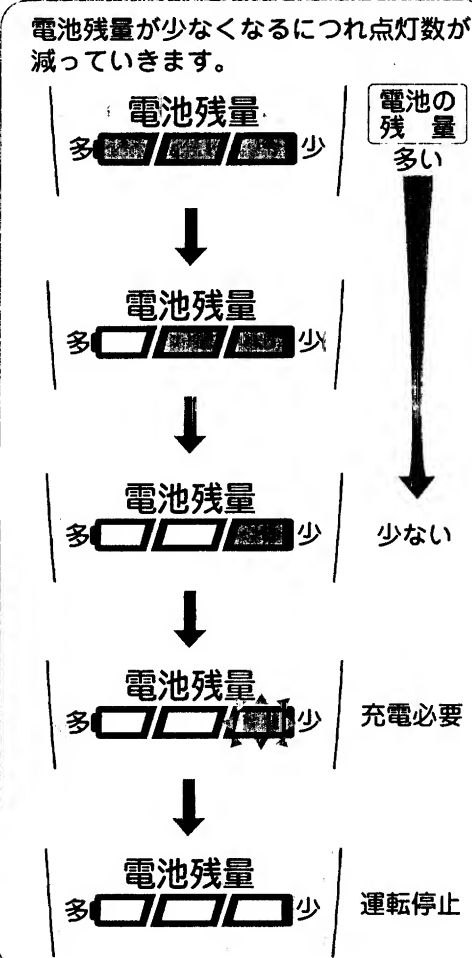 電池残量が少なくなるにつれ点灯数が
減っていきます。
電池の
残 量
電池残量
多 少
多い
電池残量
多 少
電池残量
多 少
少ない
電池残量
多 少
充電必要
電池残量
多 少
運転停止